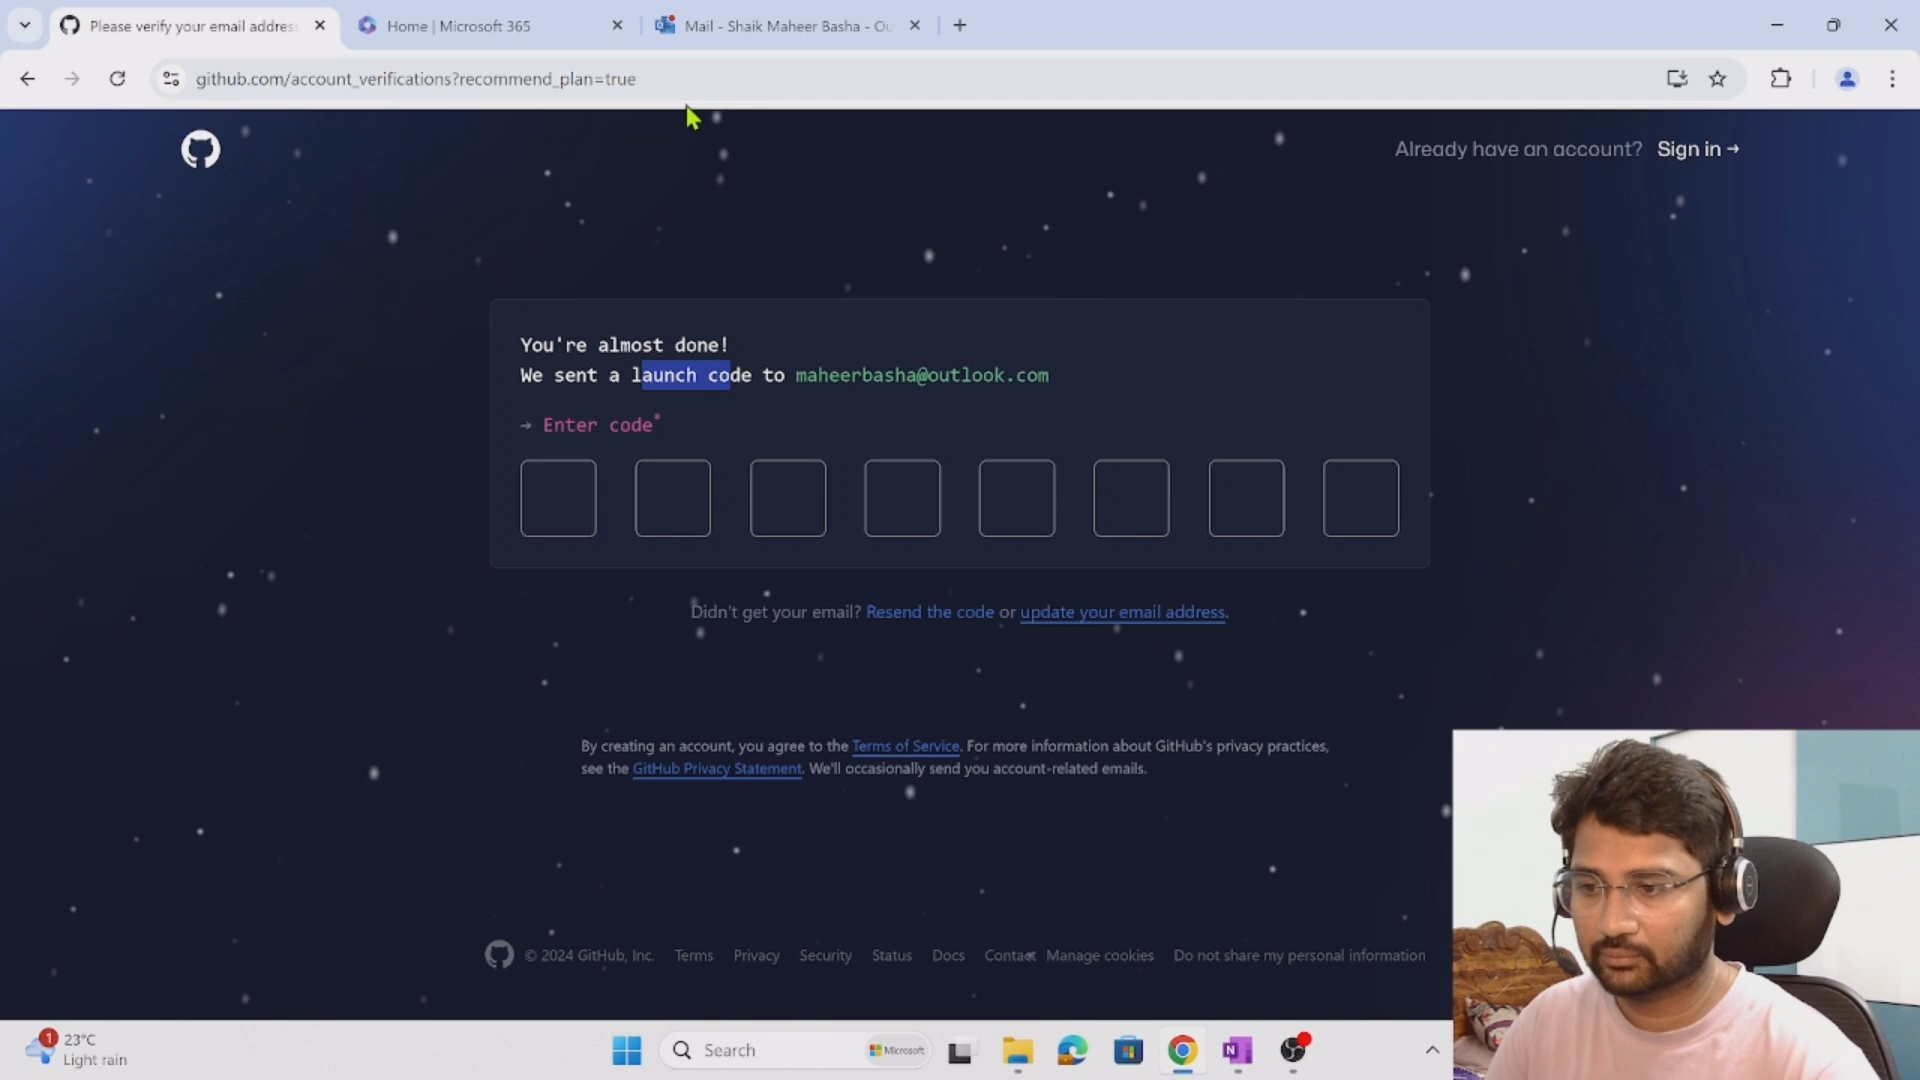 Please verify your email addres
Home | Microsoft 365
Mail - Shaik Maheer Basha - Ou
github.com/account_verifications?recommend_plan=true
Already have an account? Sign in →
You're almost done!
We sent a launch code to maheerbasha@outlook.com
→ Enter code*
Didn't get your email? Resend the code or update your email address.
By creating an account, you agree to the Terms of Service. For more information about GitHub's privacy practices,
see the GitHub Privacy Statement. We'll occasionally send you account-related emails.
© 2024 GitHub, Inc. Terms Privacy Security Status Docs Contact Manage cookies Do not share my personal information
1 23°C
Light rain
Search
Microsoft
N